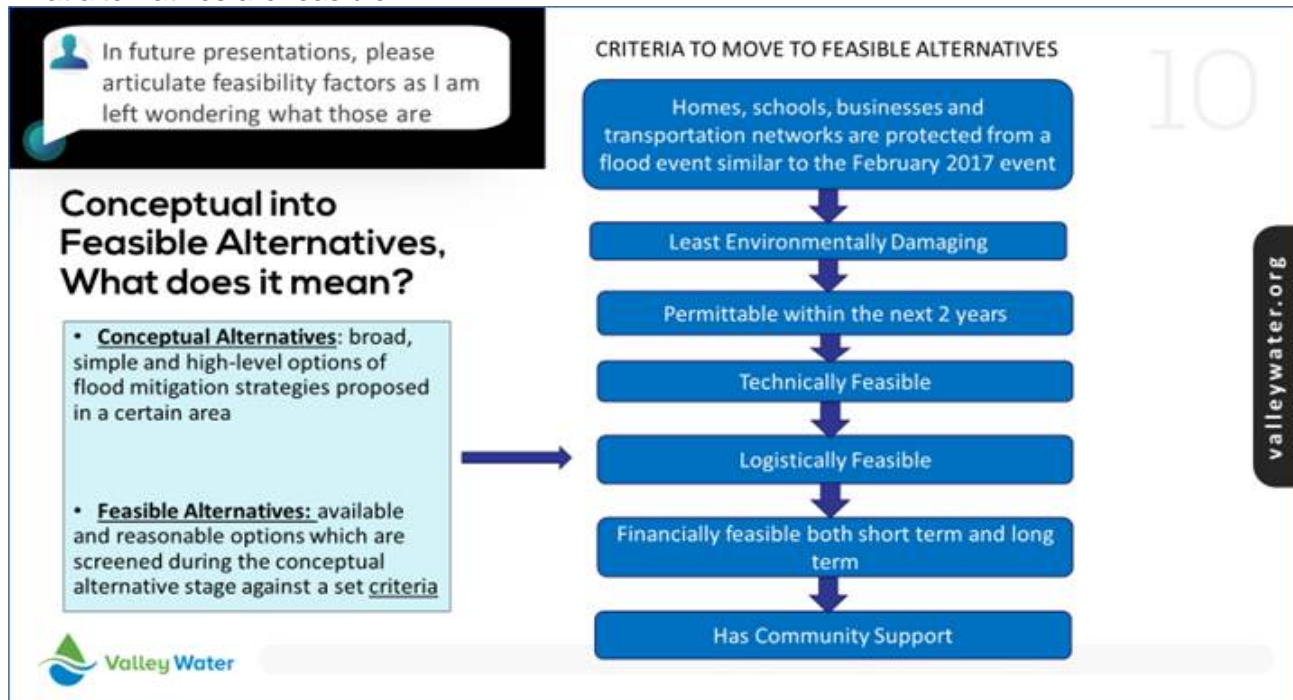 In future presentations, please
articulate feasibility factors as I am
left wondering what those are
Conceptual into
Feasible Alternatives,
What does it mean?
• Conceptual Alternatives: broad,
simple and high-level options of
flood mitigation strategies proposed
in a certain area
• Feasible Alternatives: available
and reasonable options which are
screened during the conceptual
alternative stage against a set criteria
CRITERIA TO MOVE TO FEASIBLE ALTERNATIVES
Homes, schools, businesses and
transportation networks are protected from a
flood event similar to the February 2017 event
Least Environmentally Damaging
Permittable within the next 2 years
Technically Feasible
Logistically Feasible
Financially feasible both short term and long
term
Has Community Support
10
valleywater.org
Valley Water